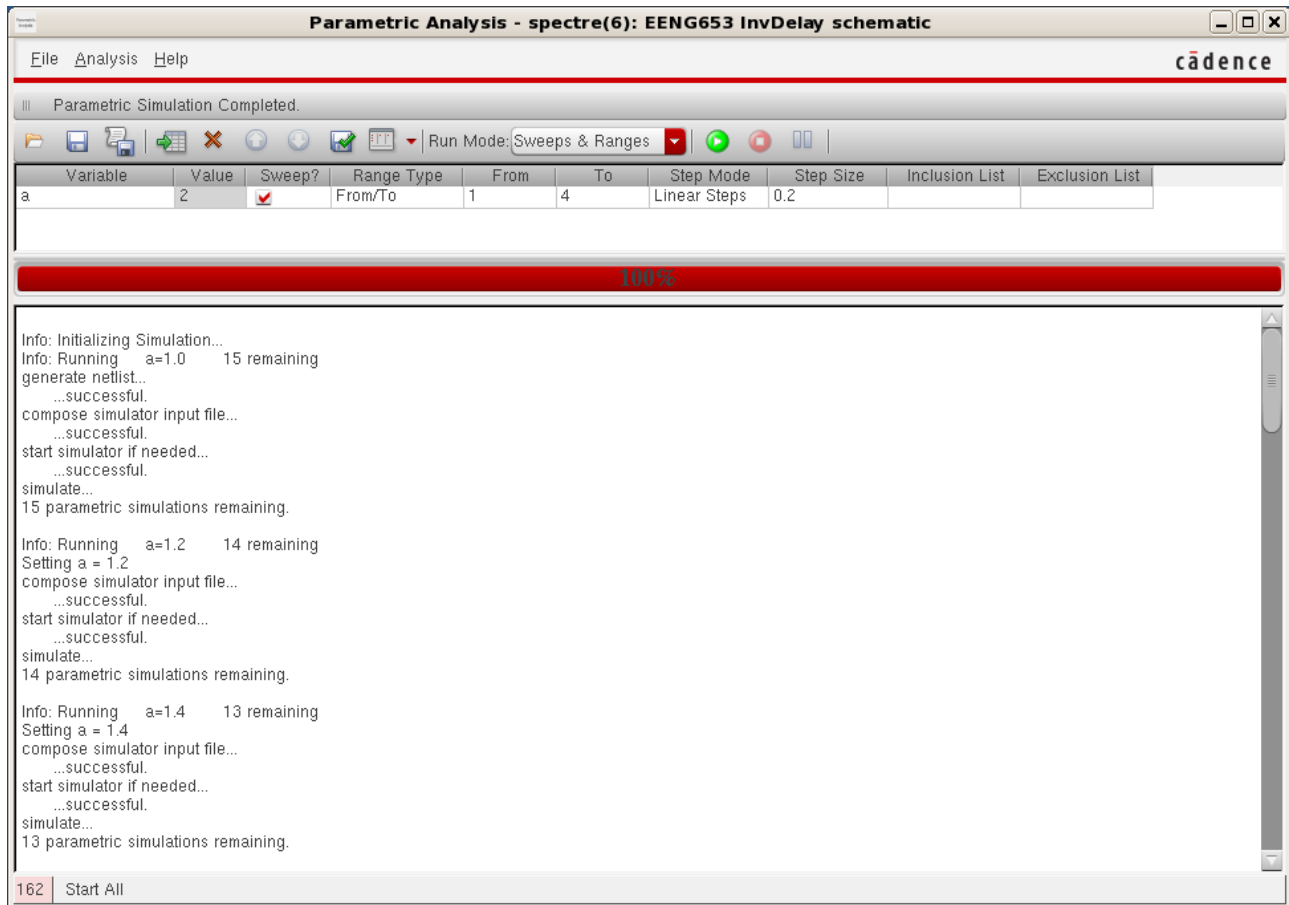 Parametric Analysis - spectre(6): EENG653 InvDelay schematic
File Analysis Help
cādence
Parametric Simulation Completed.
Run Mode: Sweeps & Ranges
Variable Value Sweep? Range Type From To Step Mode Step Size Inclusion List Exclusion List
a 2 From/To 1 4 Linear Steps 0.2
100%
Info: Initializing Simulation...
Info: Running a=1.0 15 remaining
generate netlist...
...successful.
compose simulator input file...
...successful.
start simulator if needed...
...successful.
simulate...
15 parametric simulations remaining.
Info: Running a=1.2 14 remaining
Setting a = 1.2
compose simulator input file...
...successful.
start simulator if needed...
...successful.
simulate...
14 parametric simulations remaining.
Info: Running a=1.4 13 remaining
Setting a = 1.4
compose simulator input file...
...successful.
start simulator if needed...
...successful.
simulate...
13 parametric simulations remaining.
162 Start All